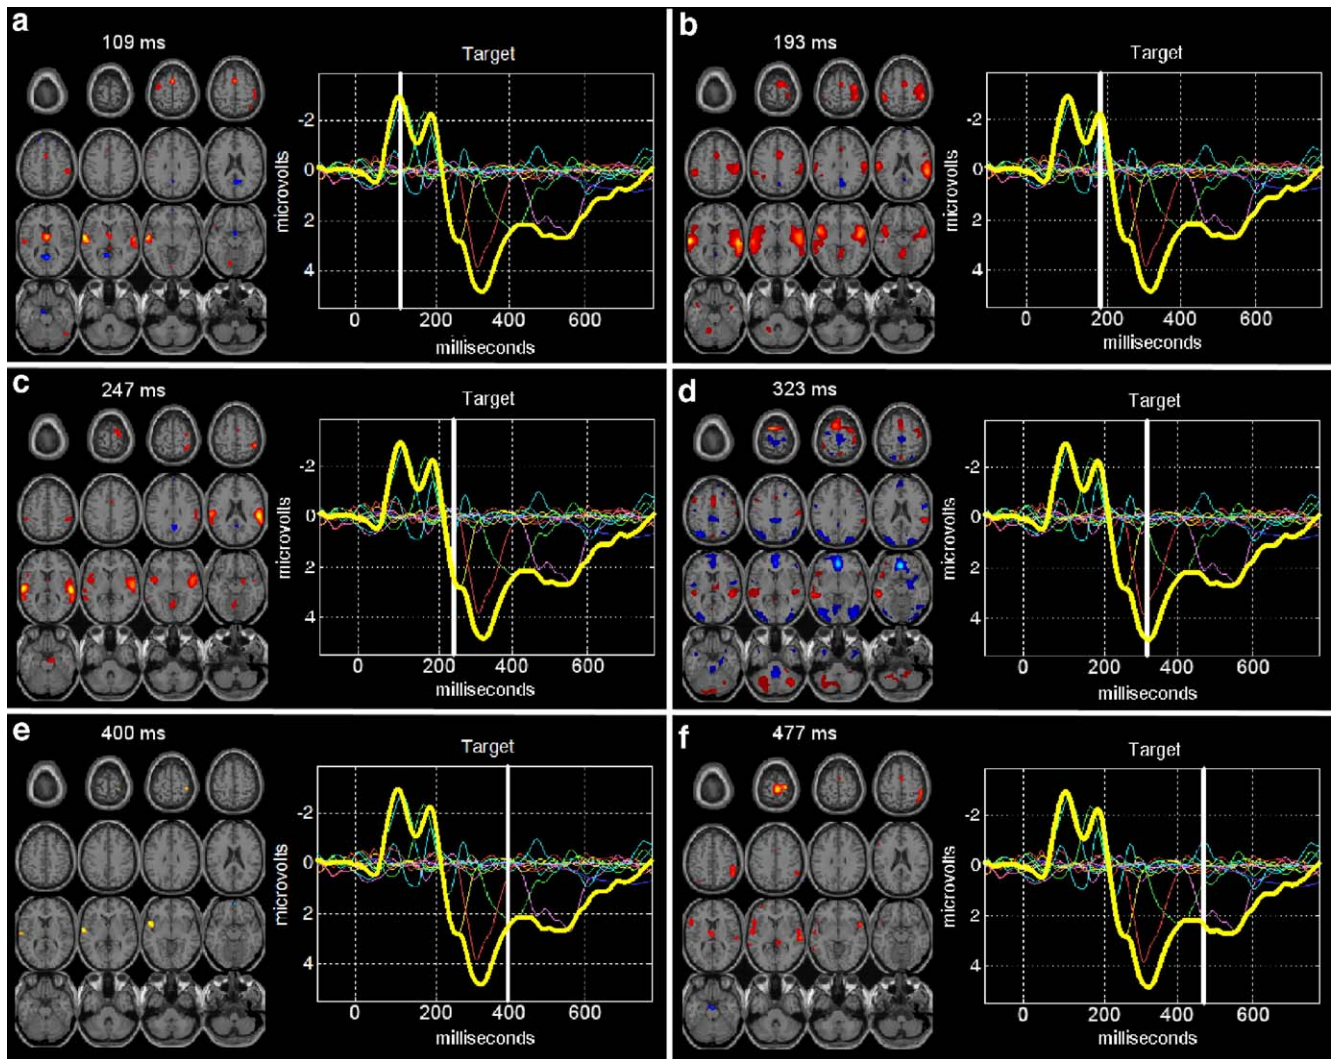 a
109 ms
Target
microvolts
-2
0
2
4
0
200
400
600
milliseconds
b
193 ms
Target
microvolts
-2
0
2
4
0
200
400
600
milliseconds
c
247 ms
Target
microvolts
-2
0
2
4
0
200
400
600
milliseconds
d
323 ms
Target
microvolts
-2
0
2
4
0
200
400
600
milliseconds
e
400 ms
Target
microvolts
-2
0
2
4
0
200
400
600
milliseconds
f
477 ms
Target
microvolts
-2
0
2
4
0
200
400
600
milliseconds